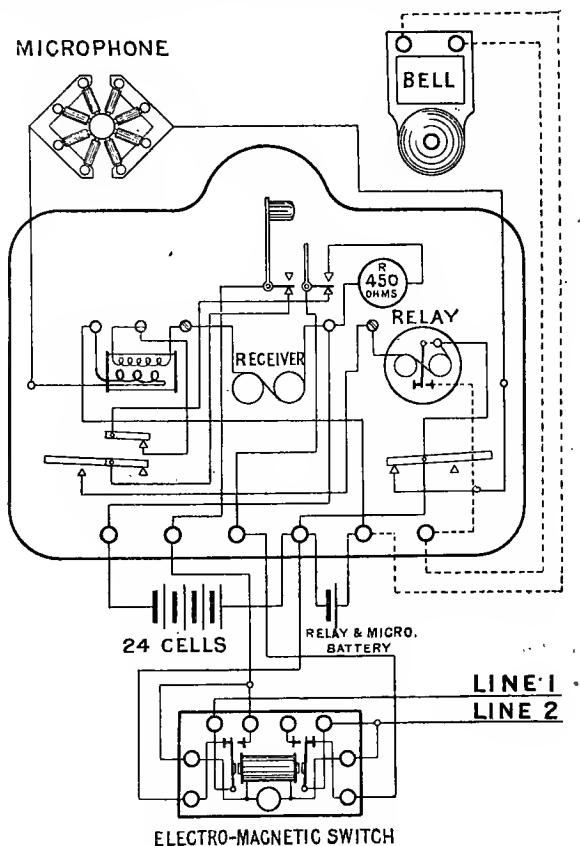 MICROPHONE
BELL
R
450
OHMS
RELAY
RECEIVER
24 CELLS
RELAY & MICRO.
BATTERY
LINE 1
LINE 2
ELECTRO-MAGNETIC SWITCH